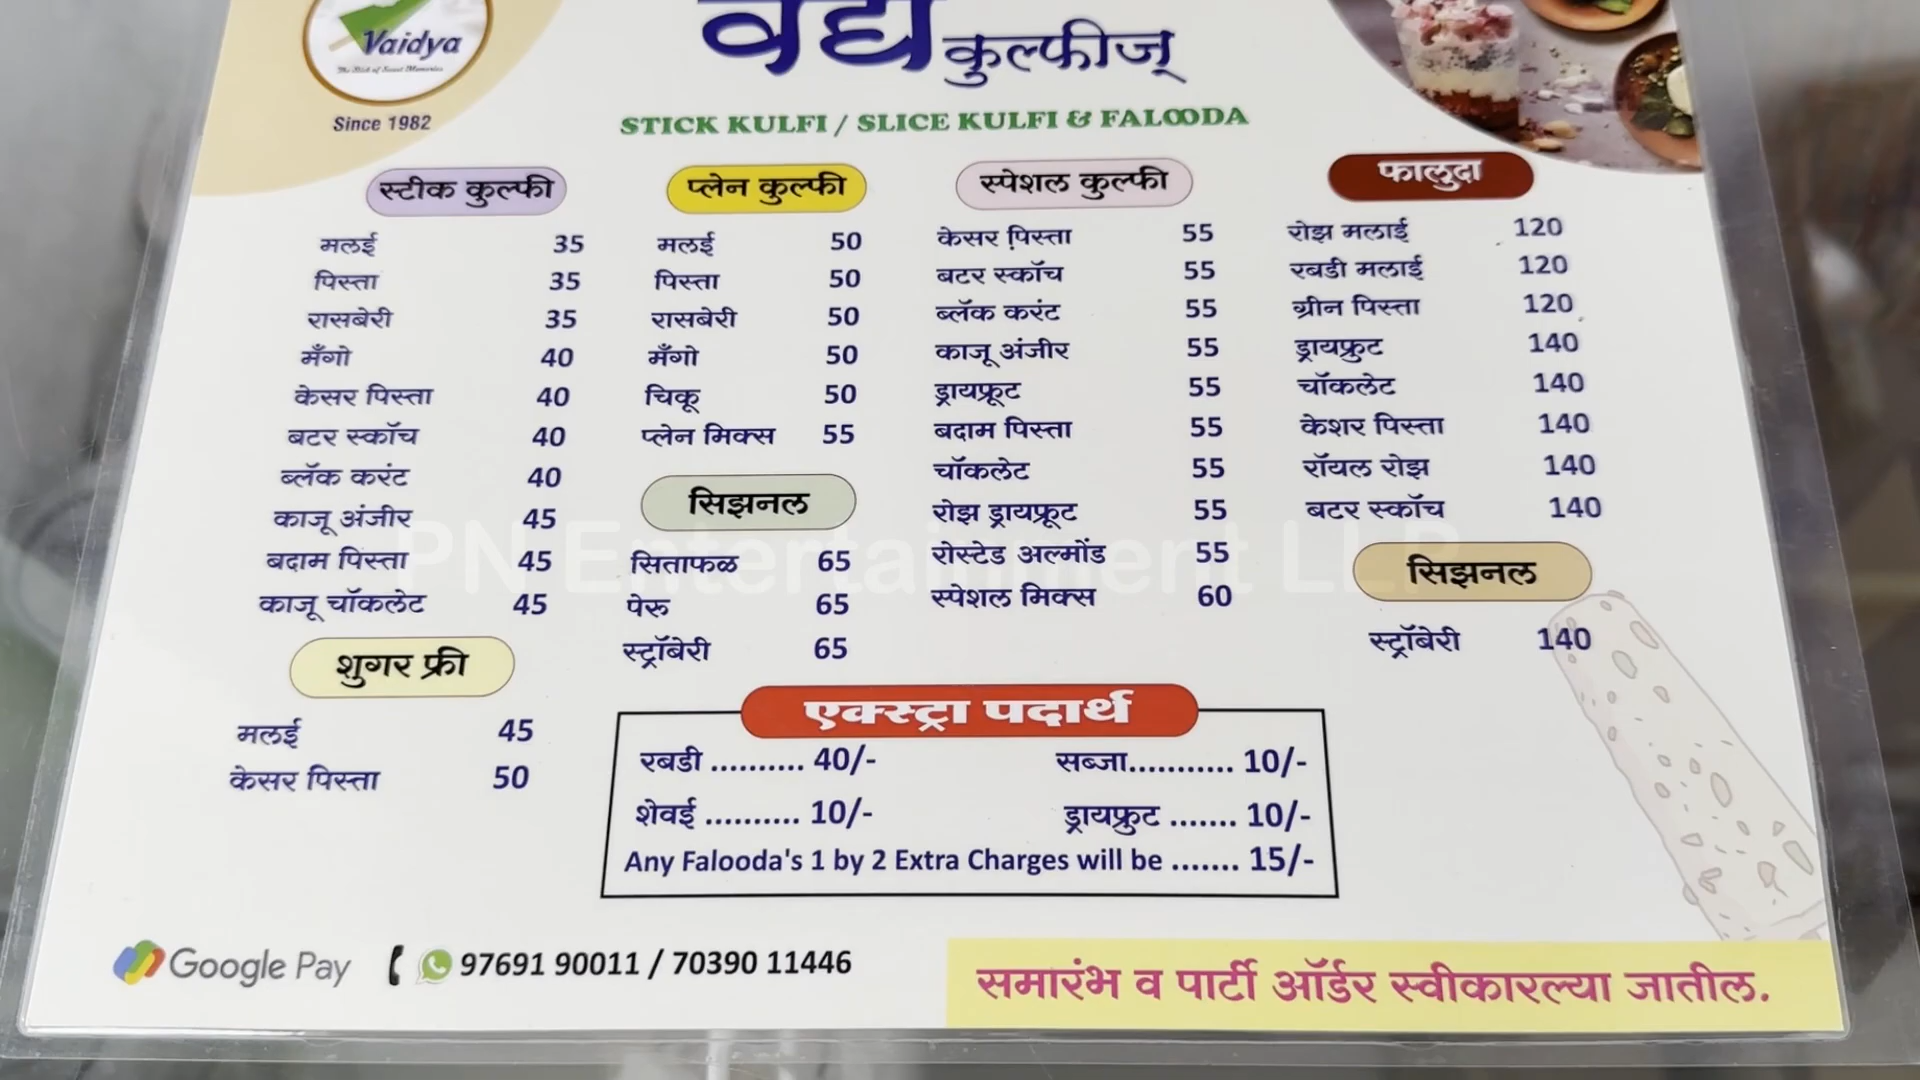 Vaidya
Since 1982
वैद्य कुल्फीज्
STICK KULFI / SLICE KULFI & FALOODA
स्टीक कुल्फी
मलई 35
पिस्ता 35
रासबेरी 35
मँगो 40
केसर पिस्ता 40
बटर स्कॉच 40
ब्लॅक करंट 40
काजू अंजीर 45
बदाम पिस्ता 45
काजू चॉकलेट 45
शुगर फ्री
मलई 45
केसर पिस्ता 50
प्लेन कुल्फी
मलई 50
पिस्ता 50
रासबेरी 50
मँगो 50
चिकू 50
प्लेन मिक्स 55
सिझनल
सिताफळ 65
पेरू 65
स्ट्रॉबेरी 65
स्पेशल कुल्फी
केसर पिस्ता 55
बटर स्कॉच 55
ब्लॅक करंट 55
काजू अंजीर 55
ड्रायफ्रूट 55
बदाम पिस्ता 55
चॉकलेट 55
रोझ ड्रायफ्रूट 55
रोस्टेड अल्मोंड 55
स्पेशल मिक्स 60
फालुदा
रोझ मलाई 120
रबडी मलाई 120
ग्रीन पिस्ता 120
ड्रायफ्रुट 140
चॉकलेट 140
केशर पिस्ता 140
रॉयल रोझ 140
बटर स्कॉच 140
सिझनल
स्ट्रॉबेरी 140
एक्स्ट्रा पदार्थ
रबडी .......... 40/- सब्जा........... 10/-
शेवई .......... 10/- ड्रायफ्रुट ....... 10/-
Any Falooda's 1 by 2 Extra Charges will be ....... 15/-
Google Pay 97691 90011 / 70390 11446
समारंभ व पार्टी ऑर्डर स्वीकारल्या जातील.
PN Entertainment LLP